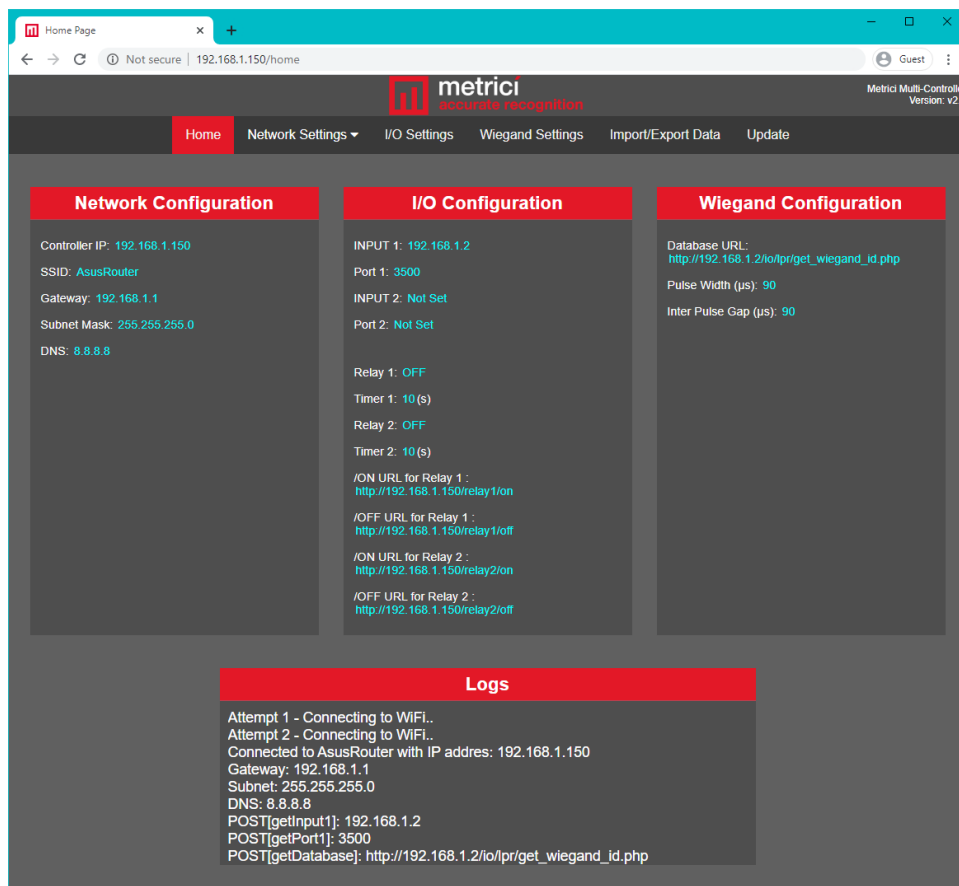 Home Page
Not secure | 192.168.1.150/home
Guest
metrici
accurate recognition
Metrici Multi-Controlle
Version: v2
Home
Network Settings
I/O Settings
Wiegand Settings
Import/Export Data
Update
Network Configuration
Controller IP: 192.168.1.150
SSID: AsusRouter
Gateway: 192.168.1.1
Subnet Mask: 255.255.255.0
DNS: 8.8.8.8
I/O Configuration
INPUT 1: 192.168.1.2
Port 1: 3500
INPUT 2: Not Set
Port 2: Not Set
Relay 1: OFF
Timer 1: 10 (s)
Relay 2: OFF
Timer 2: 10 (s)
/ON URL for Relay 1 :
http://192.168.1.150/relay1/on
/OFF URL for Relay 1 :
http://192.168.1.150/relay1/off
/ON URL for Relay 2 :
http://192.168.1.150/relay2/on
/OFF URL for Relay 2 :
http://192.168.1.150/relay2/off
Wiegand Configuration
Database URL:
http://192.168.1.2/io/lpr/get_wiegand_id.php
Pulse Width (µs): 90
Inter Pulse Gap (µs): 90
Logs
Attempt 1 - Connecting to WiFi..
Attempt 2 - Connecting to WiFi..
Connected to AsusRouter with IP addres: 192.168.1.150
Gateway: 192.168.1.1
Subnet: 255.255.255.0
DNS: 8.8.8.8
POST[getInput1]: 192.168.1.2
POST[getPort1]: 3500
POST[getDatabase]: http://192.168.1.2/io/lpr/get_wiegand_id.php